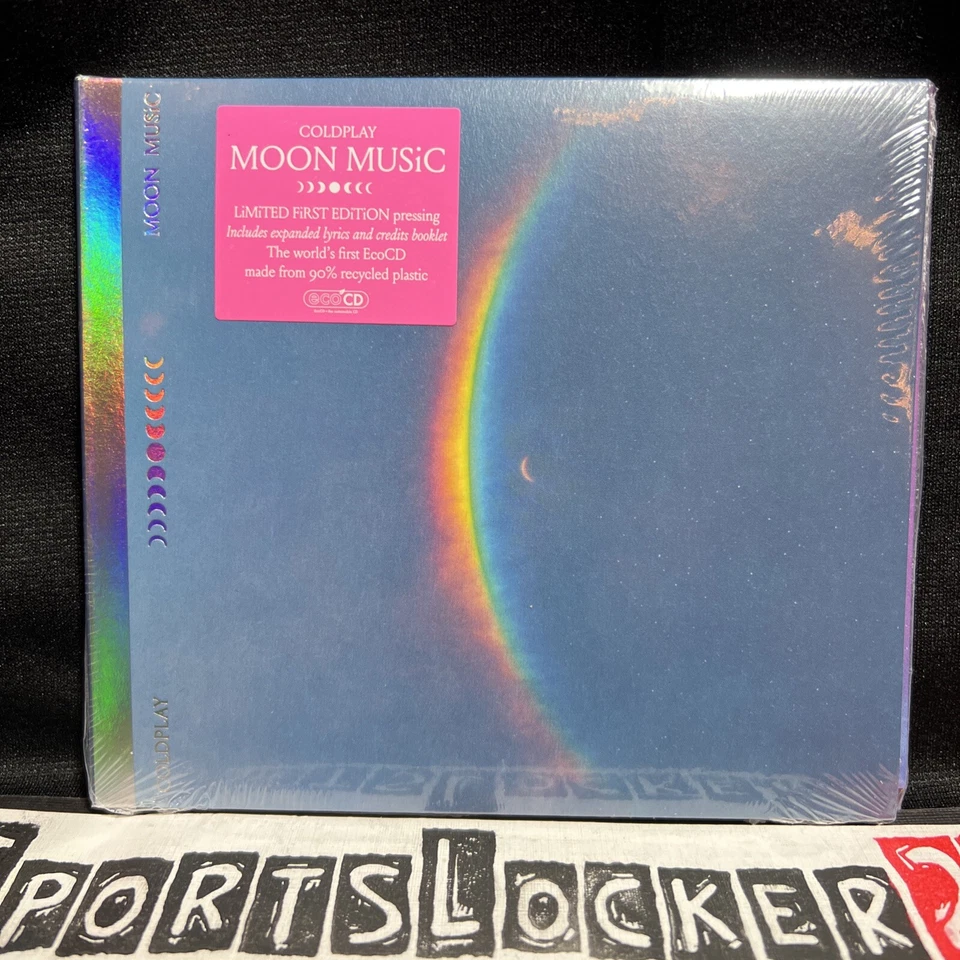 MOON MUSiC
COLDPLAY
COLDPLAY
MOON MUSiC
LiMiTED FiRST EDiTiON pressing
Includes expanded lyrics and credits booklet
The world's first EcoCD
made from 90% recycled plastic
ecoCD
SPORTSLOCKER